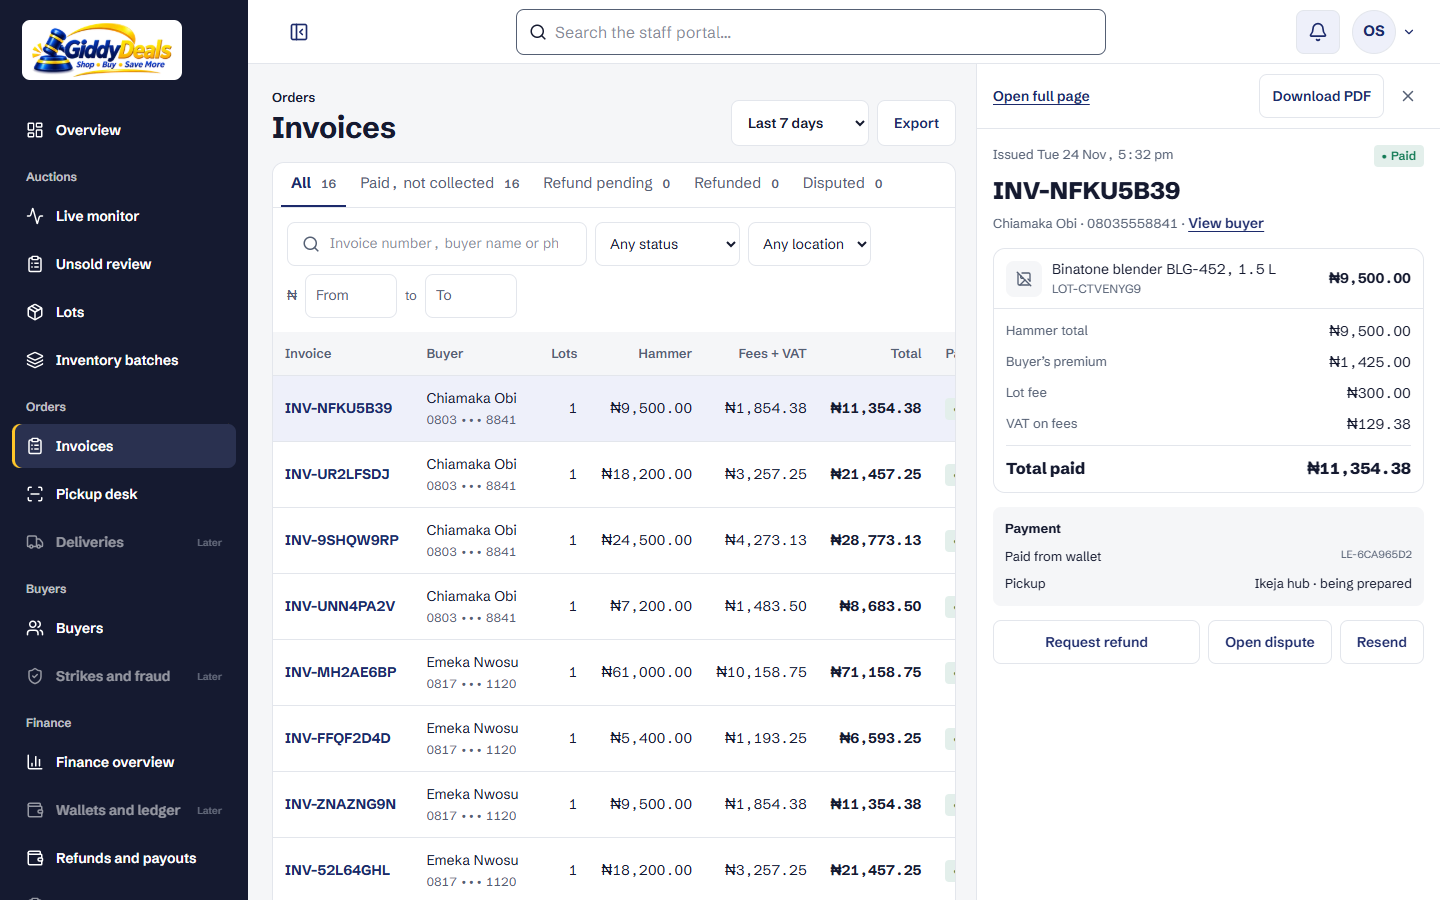 GiddyDeals
Shop • Buy • Save More
Search the staff portal...
OS
Overview
Auctions
Live monitor
Unsold review
Lots
Inventory batches
Orders
Invoices
Pickup desk
Deliveries Later
Buyers
Buyers
Strikes and fraud Later
Finance
Finance overview
Wallets and ledger Later
Refunds and payouts
Orders
Invoices
Last 7 days
Export
All 16 Paid, not collected 16 Refund pending 0 Refunded 0 Disputed 0
Invoice number, buyer name or ph
Any status
Any location
₦ From to To
Invoice Buyer Lots Hammer Fees + VAT Total
INV-NFKU5B39 Chiamaka Obi 1 ₦9,500.00 ₦1,854.38 ₦11,354.38
0803 ••• 8841
INV-UR2LFSDJ Chiamaka Obi 1 ₦18,200.00 ₦3,257.25 ₦21,457.25
0803 ••• 8841
INV-9SHQW9RP Chiamaka Obi 1 ₦24,500.00 ₦4,273.13 ₦28,773.13
0803 ••• 8841
INV-UNN4PA2V Chiamaka Obi 1 ₦7,200.00 ₦1,483.50 ₦8,683.50
0803 ••• 8841
INV-MH2AE6BP Emeka Nwosu 1 ₦61,000.00 ₦10,158.75 ₦71,158.75
0817 ••• 1120
INV-FFQF2D4D Emeka Nwosu 1 ₦5,400.00 ₦1,193.25 ₦6,593.25
0817 ••• 1120
INV-ZNAZNG9N Emeka Nwosu 1 ₦9,500.00 ₦1,854.38 ₦11,354.38
0817 ••• 1120
INV-52L64GHL Emeka Nwosu 1 ₦18,200.00 ₦3,257.25 ₦21,457.25
0817 ••• 1120
Open full page
Download PDF
Issued Tue 24 Nov, 5:32 pm
• Paid
INV-NFKU5B39
Chiamaka Obi · 08035558841 · View buyer
Binatone blender BLG-452, 1.5 L ₦9,500.00
LOT-CTVENYG9
Hammer total ₦9,500.00
Buyer's premium ₦1,425.00
Lot fee ₦300.00
VAT on fees ₦129.38
Total paid ₦11,354.38
Payment
Paid from wallet LE-6CA965D2
Pickup Ikeja hub · being prepared
Request refund
Open dispute
Resend